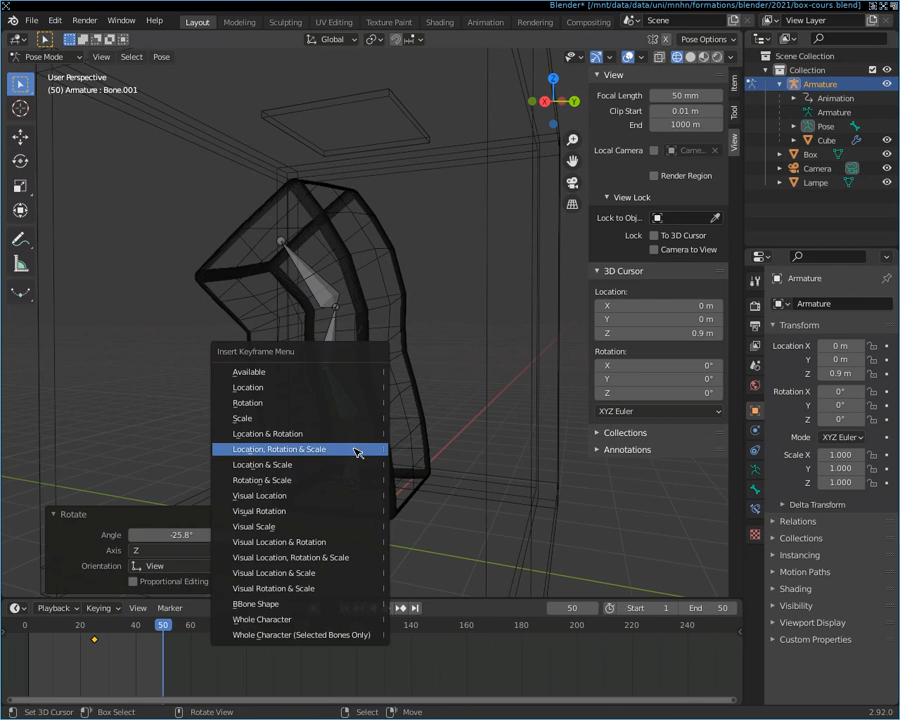 Blender* [/mnt/data/data/uni/mnhn/formations/blender/2021/box-cours.blend]
File Edit Render Window Help Layout Modeling Sculpting UV Editing Texture Paint Shading Animation Rendering Compositing Scene View Layer
Global Pose Options
Pose Mode View Select Pose
User Perspective
(50) Armature : Bone.001
Z
X
Y
View
Focal Length 50 mm
Clip Start 0.01 m
End 1000 m
Local Camera Came...
Render Region
View Lock
Lock to Obj...
Lock To 3D Cursor
Camera to View
3D Cursor
Location:
X 0 m
Y 0 m
Z 0.9 m
Rotation:
X 0°
Y 0°
Z 0°
XYZ Euler
Collections
Annotations
Item
Tool
View
Scene Collection
Collection
Armature
Animation
Armature
Pose
Cube
Box
Camera
Lampe
Armature
Armature
Transform
Location X 0 m
Y 0 m
Z 0.9 m
Rotation X 0°
Y 0°
Z 0°
Mode XYZ Euler
Scale X 1.000
Y 1.000
Z 1.000
Delta Transform
Relations
Collections
Instancing
Motion Paths
Shading
Visibility
Viewport Display
Custom Properties
Insert Keyframe Menu
Available
Location
Rotation
Scale
Location & Rotation
Location, Rotation & Scale
Location & Scale
Rotation & Scale
Visual Location
Visual Rotation
Visual Scale
Visual Location & Rotation
Visual Location, Rotation & Scale
Visual Location & Scale
Visual Rotation & Scale
BBone Shape
Whole Character
Whole Character (Selected Bones Only)
Rotate
Angle -25.8°
Axis Z
Orientation View
Proportional Editing
Playback Keying View Marker 50 Start 1 End 50
0 20 40 50 60 80 100 120 140 160 180 200 220
Set 3D Cursor Box Select Rotate View Select Move 2.92.0